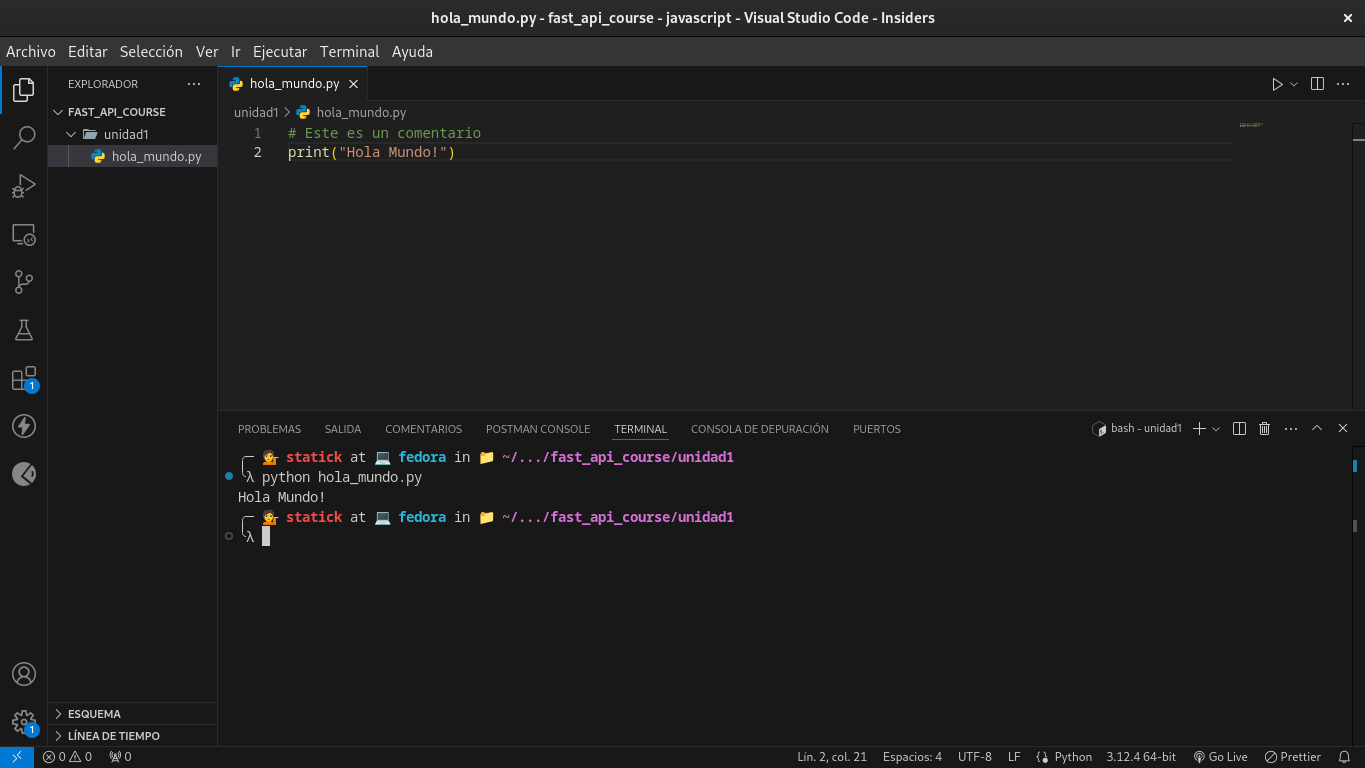 hola_mundo.py - fast_api_course - javascript - Visual Studio Code - Insiders
Archivo Editar Selección Ver Ir Ejecutar Terminal Ayuda
EXPLORADOR
FAST_API_COURSE
unidad1
hola_mundo.py
ESQUEMA
LÍNEA DE TIEMPO
1
1
hola_mundo.py
unidad1 > hola_mundo.py
1 # Este es un comentario
2 print("Hola Mundo!")
PROBLEMAS SALIDA COMENTARIOS POSTMAN CONSOLE TERMINAL CONSOLA DE DEPURACIÓN PUERTOS bash - unidad1
statick at 💻 fedora in 📁 ~/.../fast_api_course/unidad1
λ python hola_mundo.py
Hola Mundo!
statick at 💻 fedora in 📁 ~/.../fast_api_course/unidad1
λ
0 0 0 Lín. 2, col. 21 Espacios: 4 UTF-8 LF Python 3.12.4 64-bit Go Live Prettier